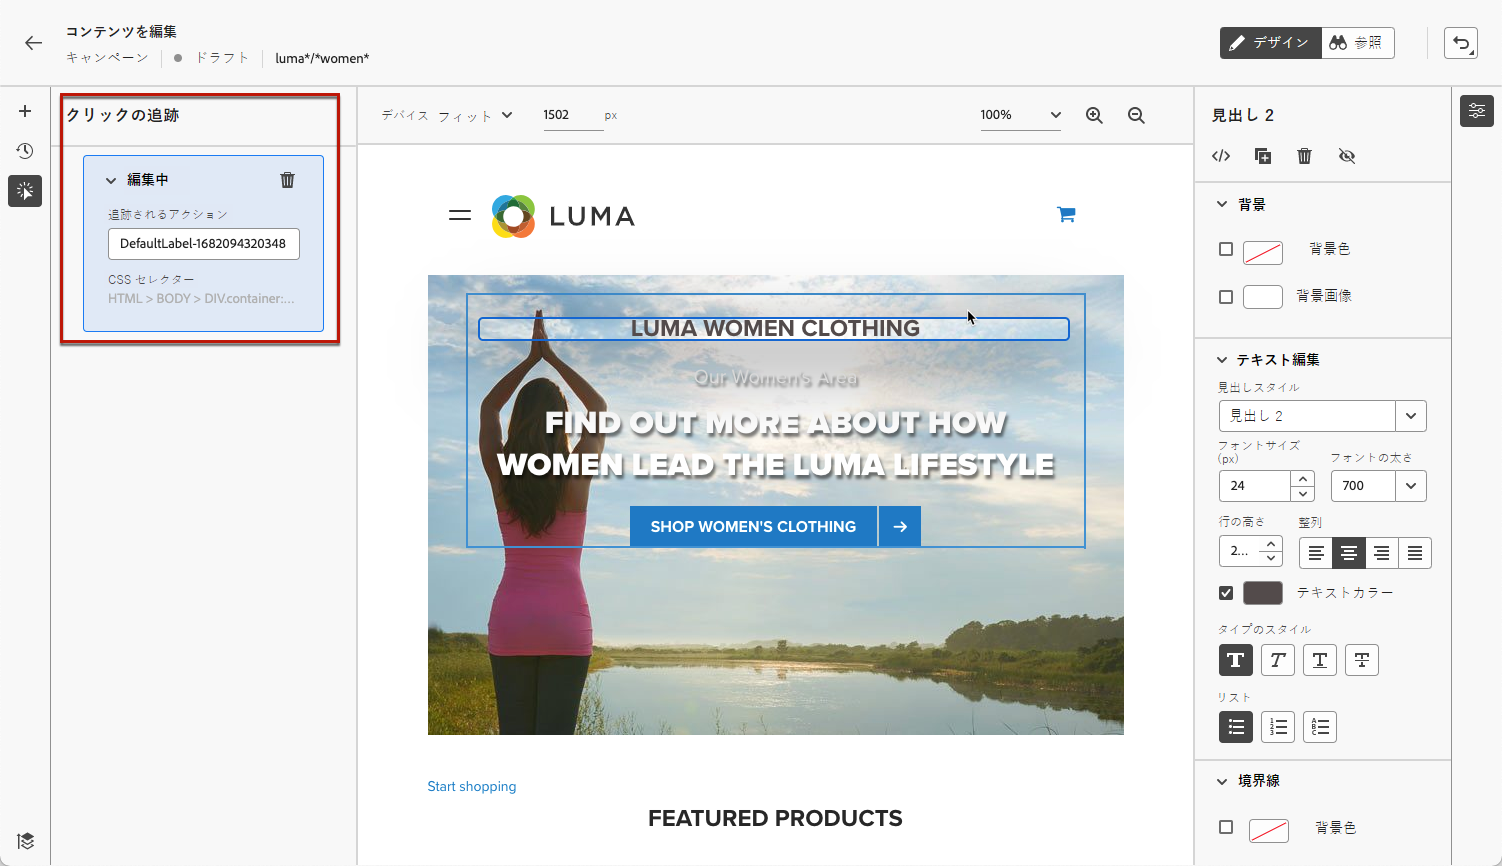 コンテンツを編集
キャンペーン ドラフト luma*/*women*
デザイン 参照
クリックの追跡
編集中
追跡されるアクション
DefaultLabel-1682094320348
CSS セレクター
HTML > BODY > DIV.container:...
デバイス フィット 1502 px 100%
LUMA
LUMA WOMEN CLOTHING
Our Women's Area
FIND OUT MORE ABOUT HOW
WOMEN LEAD THE LUMA LIFESTYLE
SHOP WOMEN'S CLOTHING
Start shopping
FEATURED PRODUCTS
見出し 2
背景
背景色
背景画像
テキスト編集
見出しスタイル
見出し 2
フォントサイズ
(px)
フォントの太さ
24 700
行の高さ 整列
2...
テキストカラー
タイプのスタイル
T T T T
リスト
1 2 3 A B C
境界線
背景色